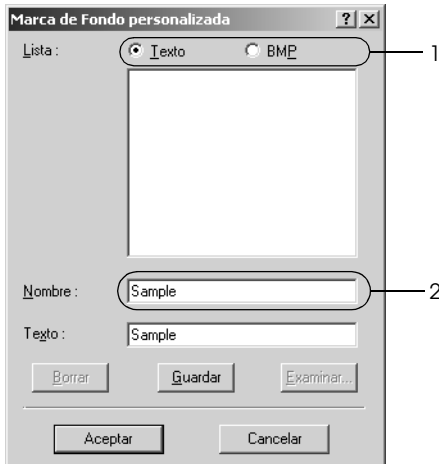 Marca de Fondo personalizada ? ×
Lista : Texto BMP 1
Nombre : Sample 2
Texto : Sample
Borrar Guardar Examinar...
Aceptar Cancelar